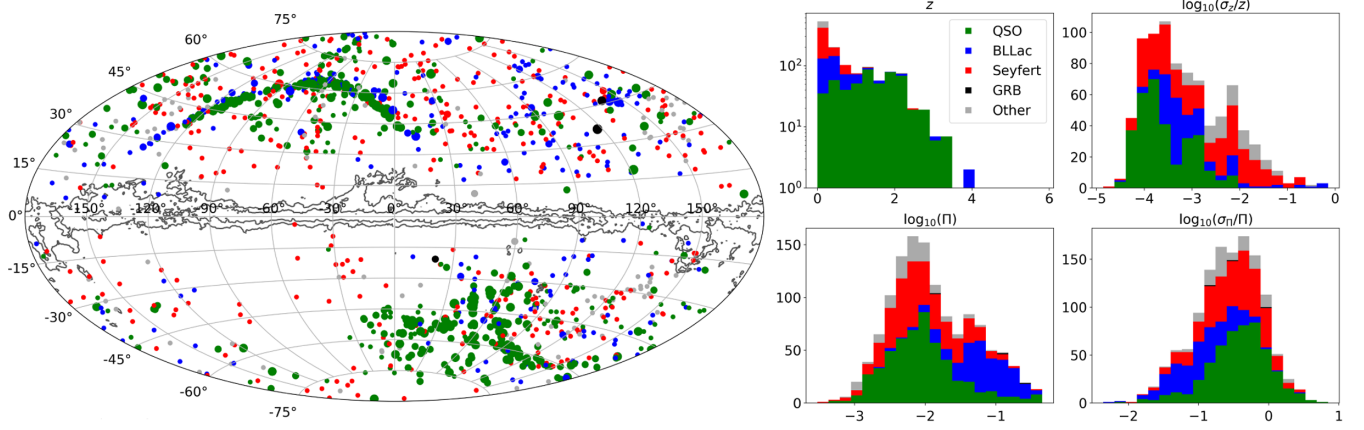 75°
60°
45°
30°
15°
0°
-15°
-30°
-45°
-60°
-75°
-150° -120° -90° -60° -30° 0° 30° 60° 90° 120° 150°
z
QSO
BLLac
Seyfert
GRB
Other
10²
10¹
10⁰
0 2 4 6
log₁₀(σ_z/z)
100
80
60
40
20
0
−5 −4 −3 −2 −1 0
log₁₀(Π)
150
100
50
0
−3 −2 −1
log₁₀(σ_Π/Π)
150
100
50
0
−2 −1 0 1